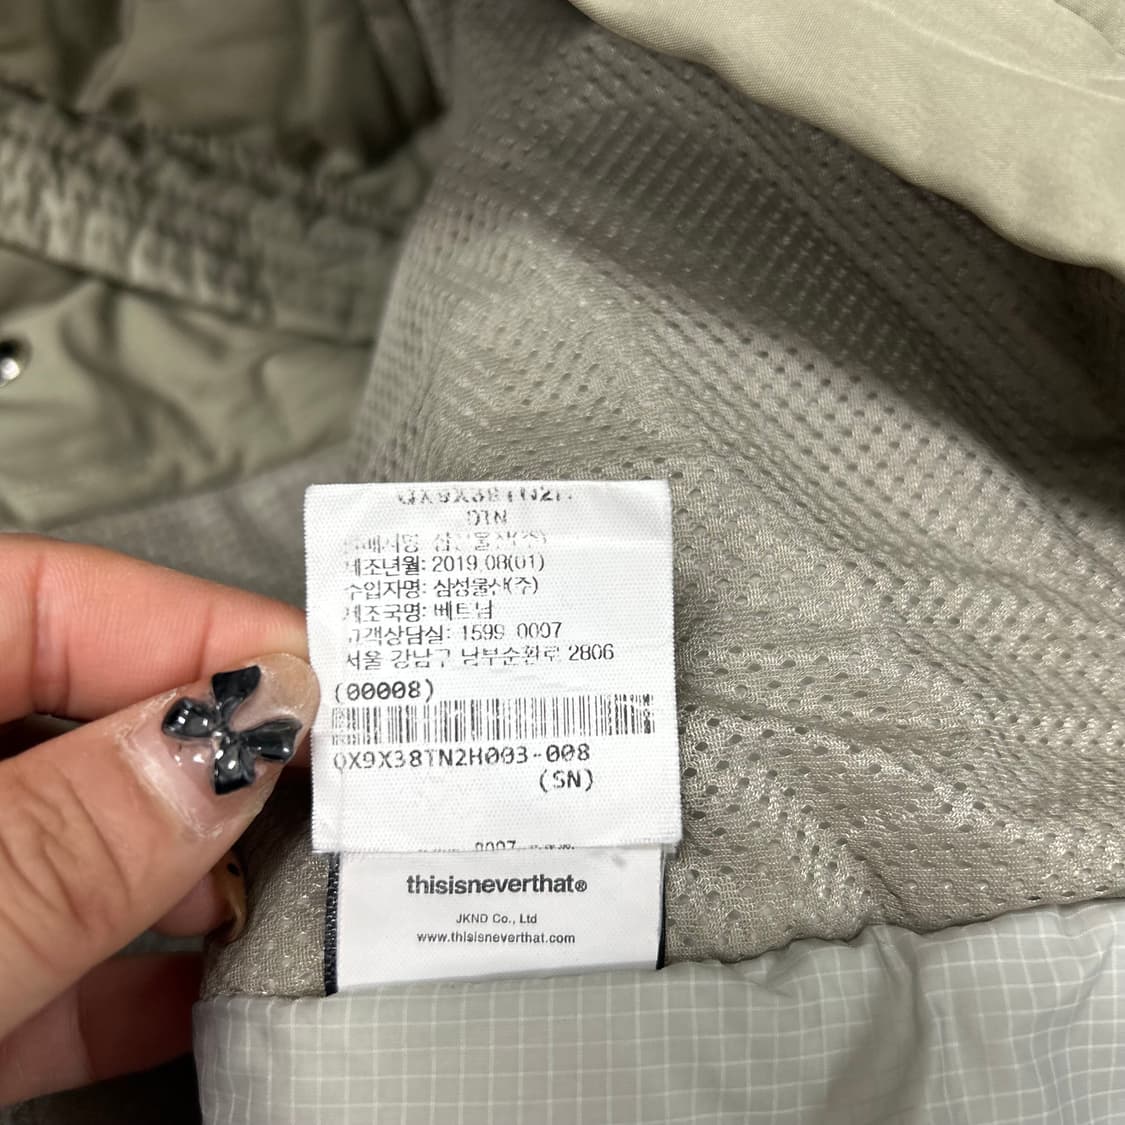 01N
제조년월: 2019.08(01)
수입자명: 삼성물산(주)
제조국명: 베트남
고객상담실: 1599 0007
서울 강남구 남부순환로 2806
(00008)
QX9X38TN2H003-008
(SN)
thisisneverthat®
JKND Co., Ltd
www.thisisneverthat.com